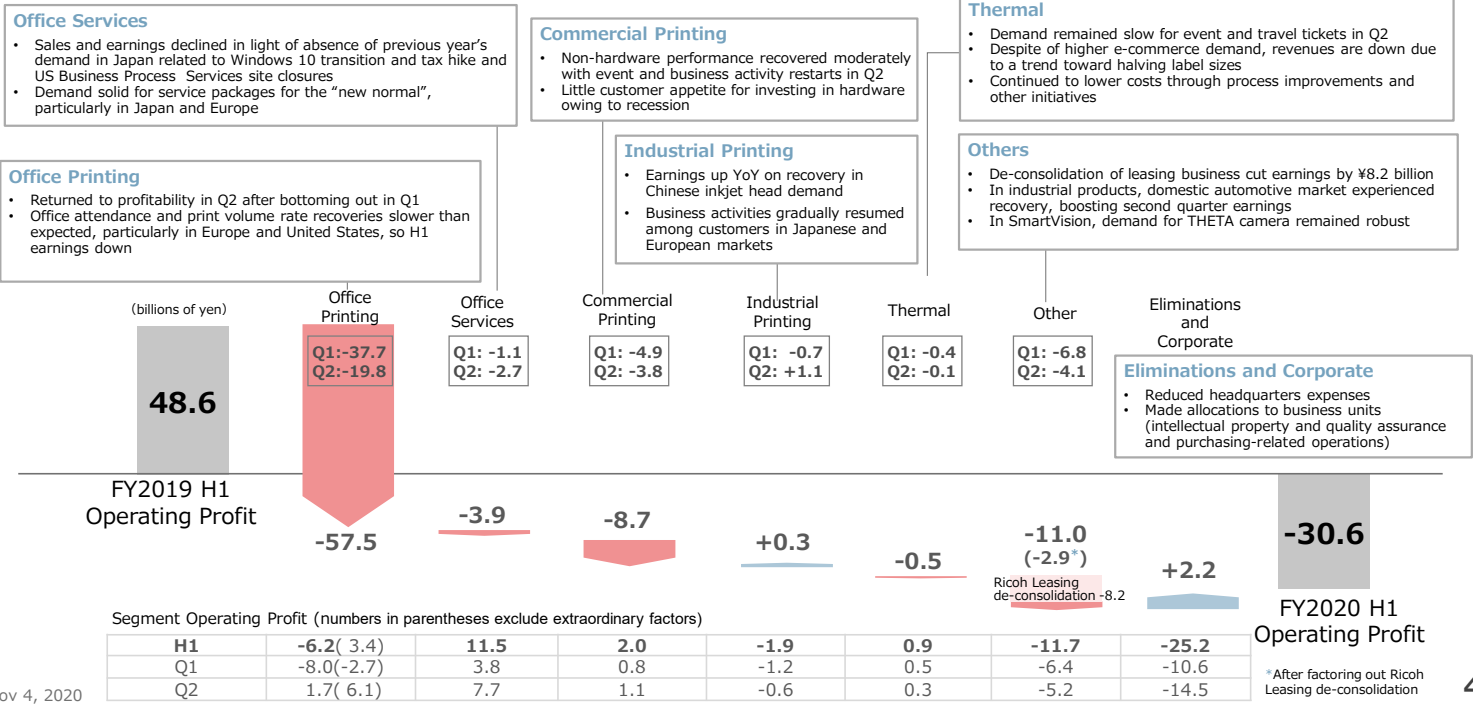 Office Services
• Sales and earnings declined in light of absence of previous year's
demand in Japan related to Windows 10 transition and tax hike and
US Business Process Services site closures
• Demand solid for service packages for the "new normal",
particularly in Japan and Europe
Commercial Printing
• Non-hardware performance recovered moderately
with event and business activity restarts in Q2
• Little customer appetite for investing in hardware
owing to recession
Thermal
• Demand remained slow for event and travel tickets in Q2
• Despite of higher e-commerce demand, revenues are down due
to a trend toward halving label sizes
• Continued to lower costs through process improvements and
other initiatives
Office Printing
• Returned to profitability in Q2 after bottoming out in Q1
• Office attendance and print volume rate recoveries slower than
expected, particularly in Europe and United States, so H1
earnings down
Industrial Printing
• Earnings up YoY on recovery in
Chinese inkjet head demand
• Business activities gradually resumed
among customers in Japanese and
European markets
Others
• De-consolidation of leasing business cut earnings by ¥8.2 billion
• In industrial products, domestic automotive market experienced
recovery, boosting second quarter earnings
• In SmartVision, demand for THETA camera remained robust
(billions of yen)
Office
Printing
Office
Services
Commercial
Printing
Industrial
Printing
Thermal
Other
Eliminations
and
Corporate
Q1:-37.7
Q2:-19.8
Q1: -1.1
Q2: -2.7
Q1: -4.9
Q2: -3.8
Q1: -0.7
Q2: +1.1
Q1: -0.4
Q2: -0.1
Q1: -6.8
Q2: -4.1
Eliminations and Corporate
• Reduced headquarters expenses
• Made allocations to business units
(intellectual property and quality assurance
and purchasing-related operations)
48.6
FY2019 H1
Operating Profit
-57.5
-3.9
-8.7
+0.3
-0.5
-11.0
(-2.9*)
Ricoh Leasing
de-consolidation -8.2
+2.2
-30.6
FY2020 H1
Operating Profit
Segment Operating Profit (numbers in parentheses exclude extraordinary factors)
H1 -6.2( 3.4) 11.5 2.0 -1.9 0.9 -11.7 -25.2
Q1 -8.0(-2.7) 3.8 0.8 -1.2 0.5 -6.4 -10.6
Q2 1.7( 6.1) 7.7 1.1 -0.6 0.3 -5.2 -14.5
*After factoring out Ricoh
Leasing de-consolidation
ov 4, 2020